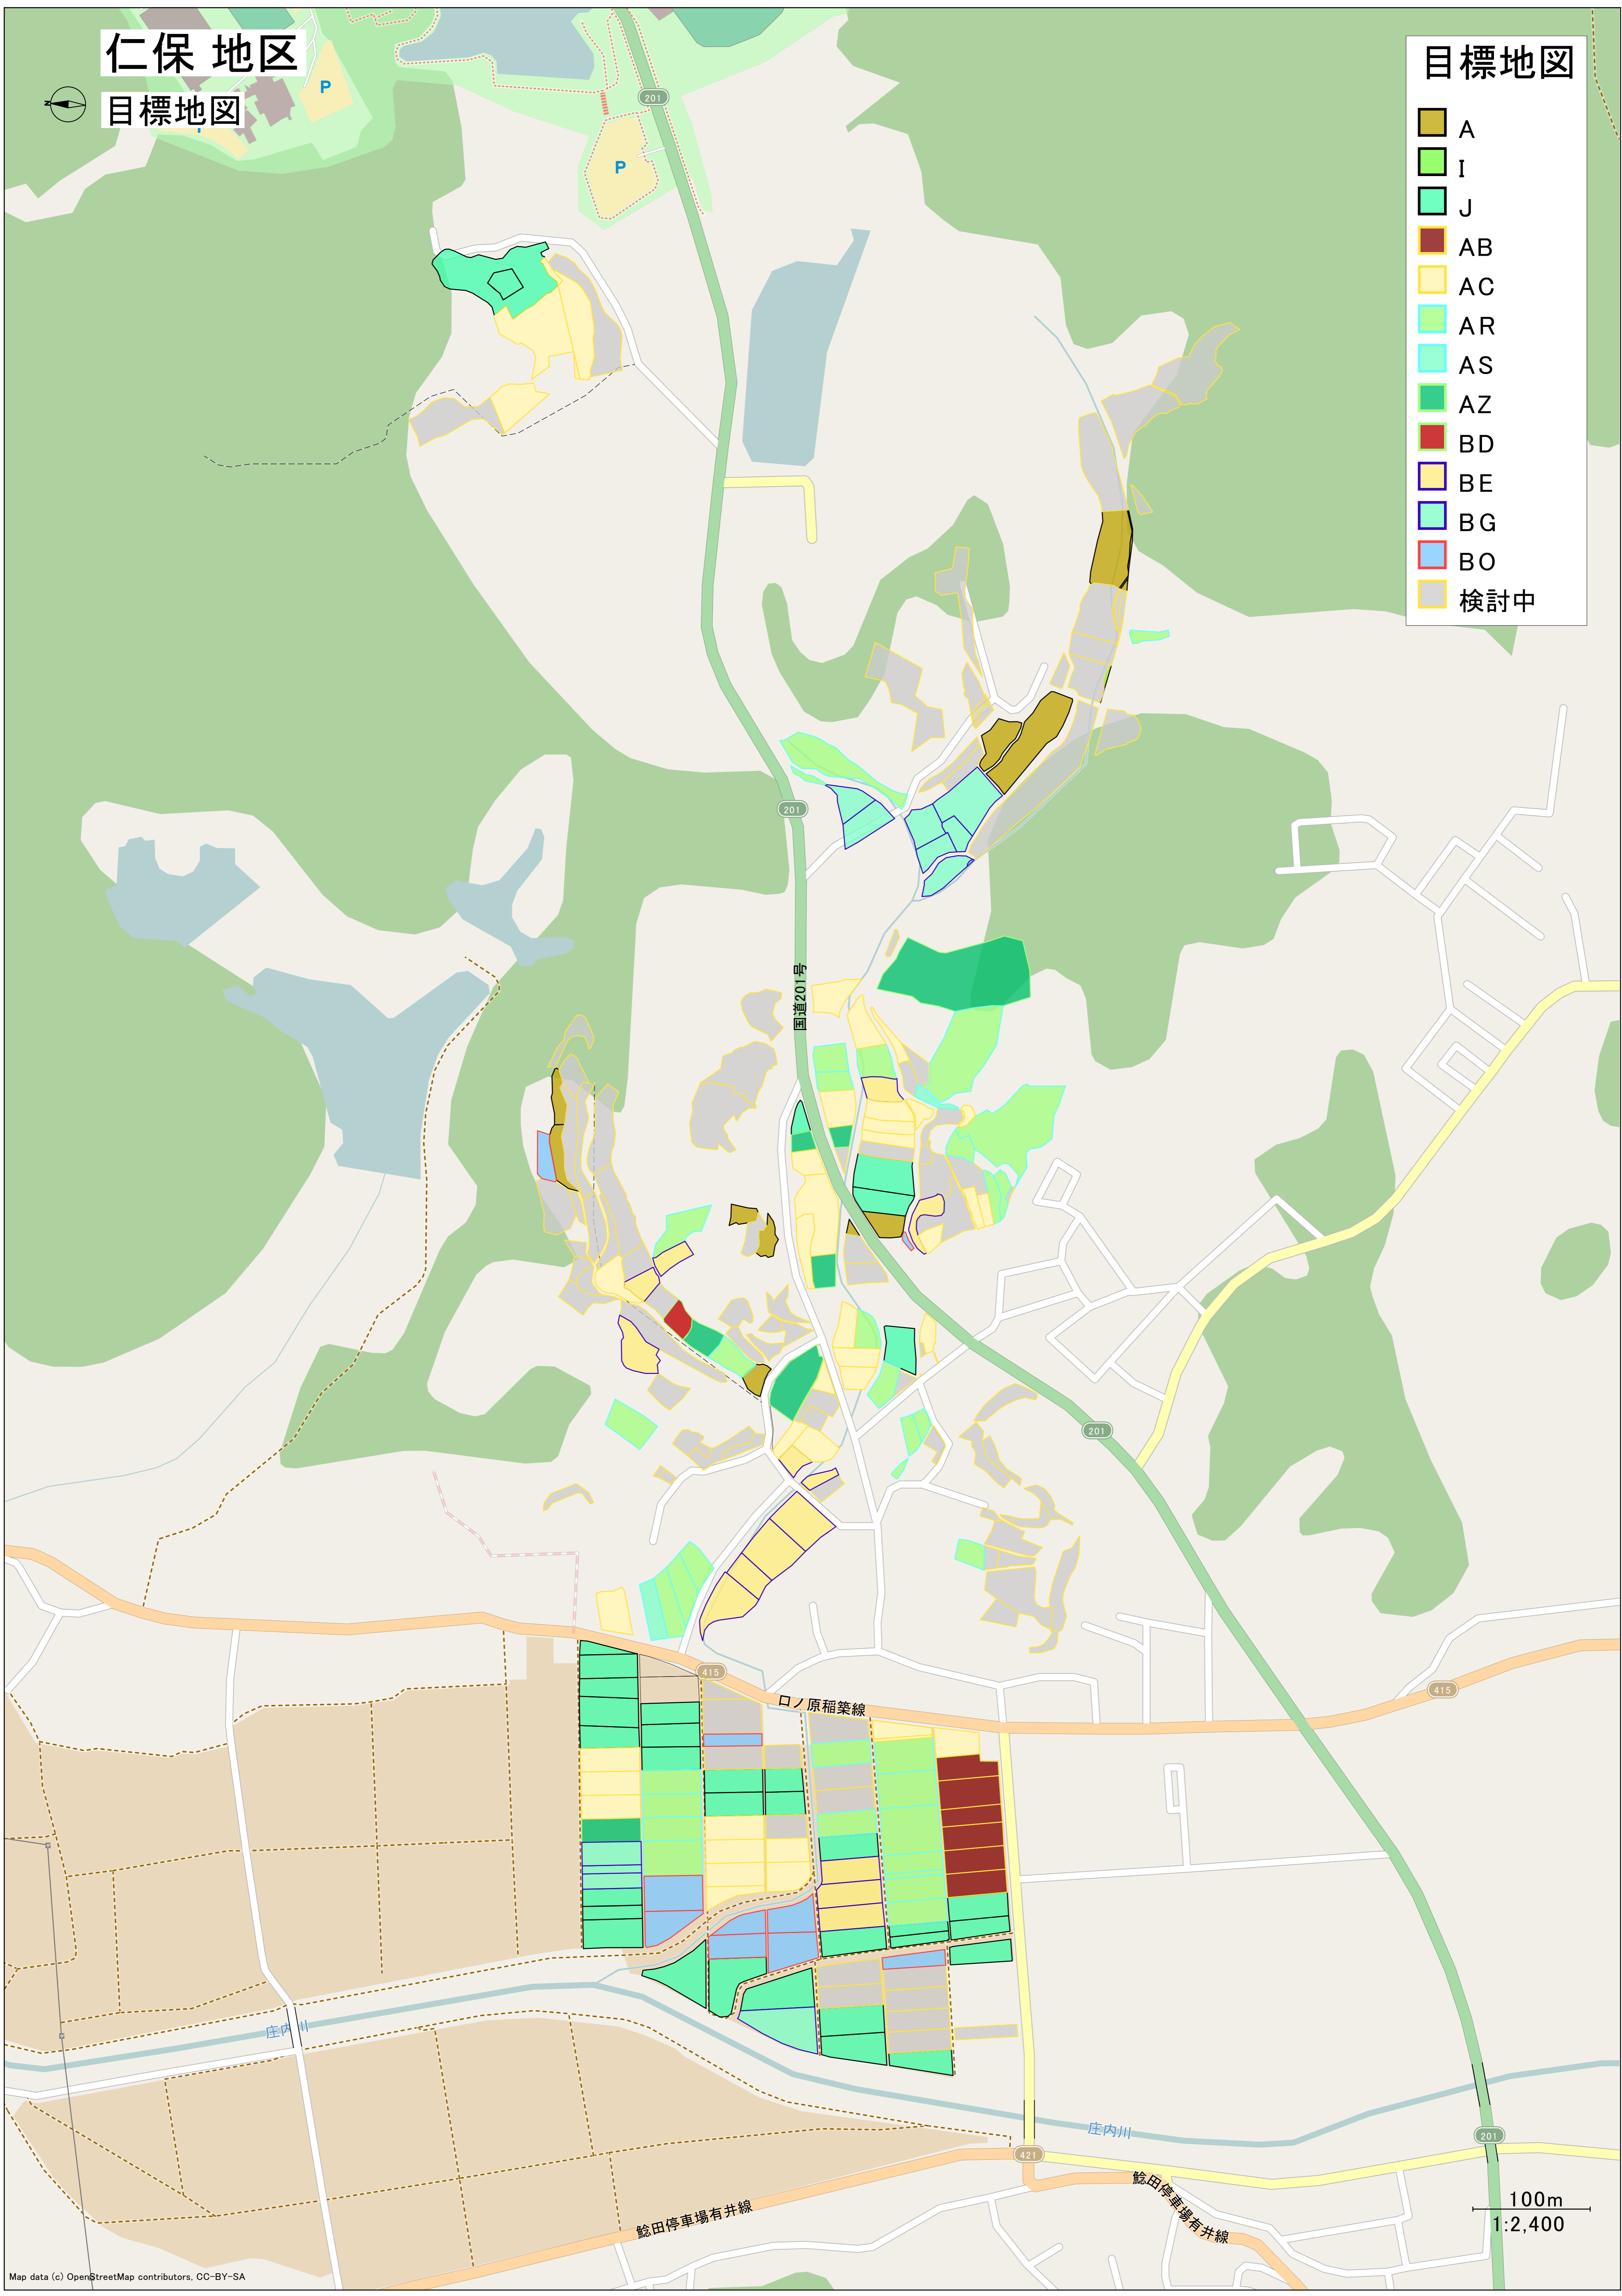 仁保 地区
目標地図
N
P
P
P
201
目標地図
A
I
J
AB
AC
AR
AS
AZ
BD
BE
BG
BO
検討中
201
国道201号
201
415
口ノ原稲築線
415
庄内川
庄内川
201
421
鯰田停車場有井線
鯰田停車場有井線
100m
1:2,400
Map data (c) OpenStreetMap contributors, CC-BY-SA